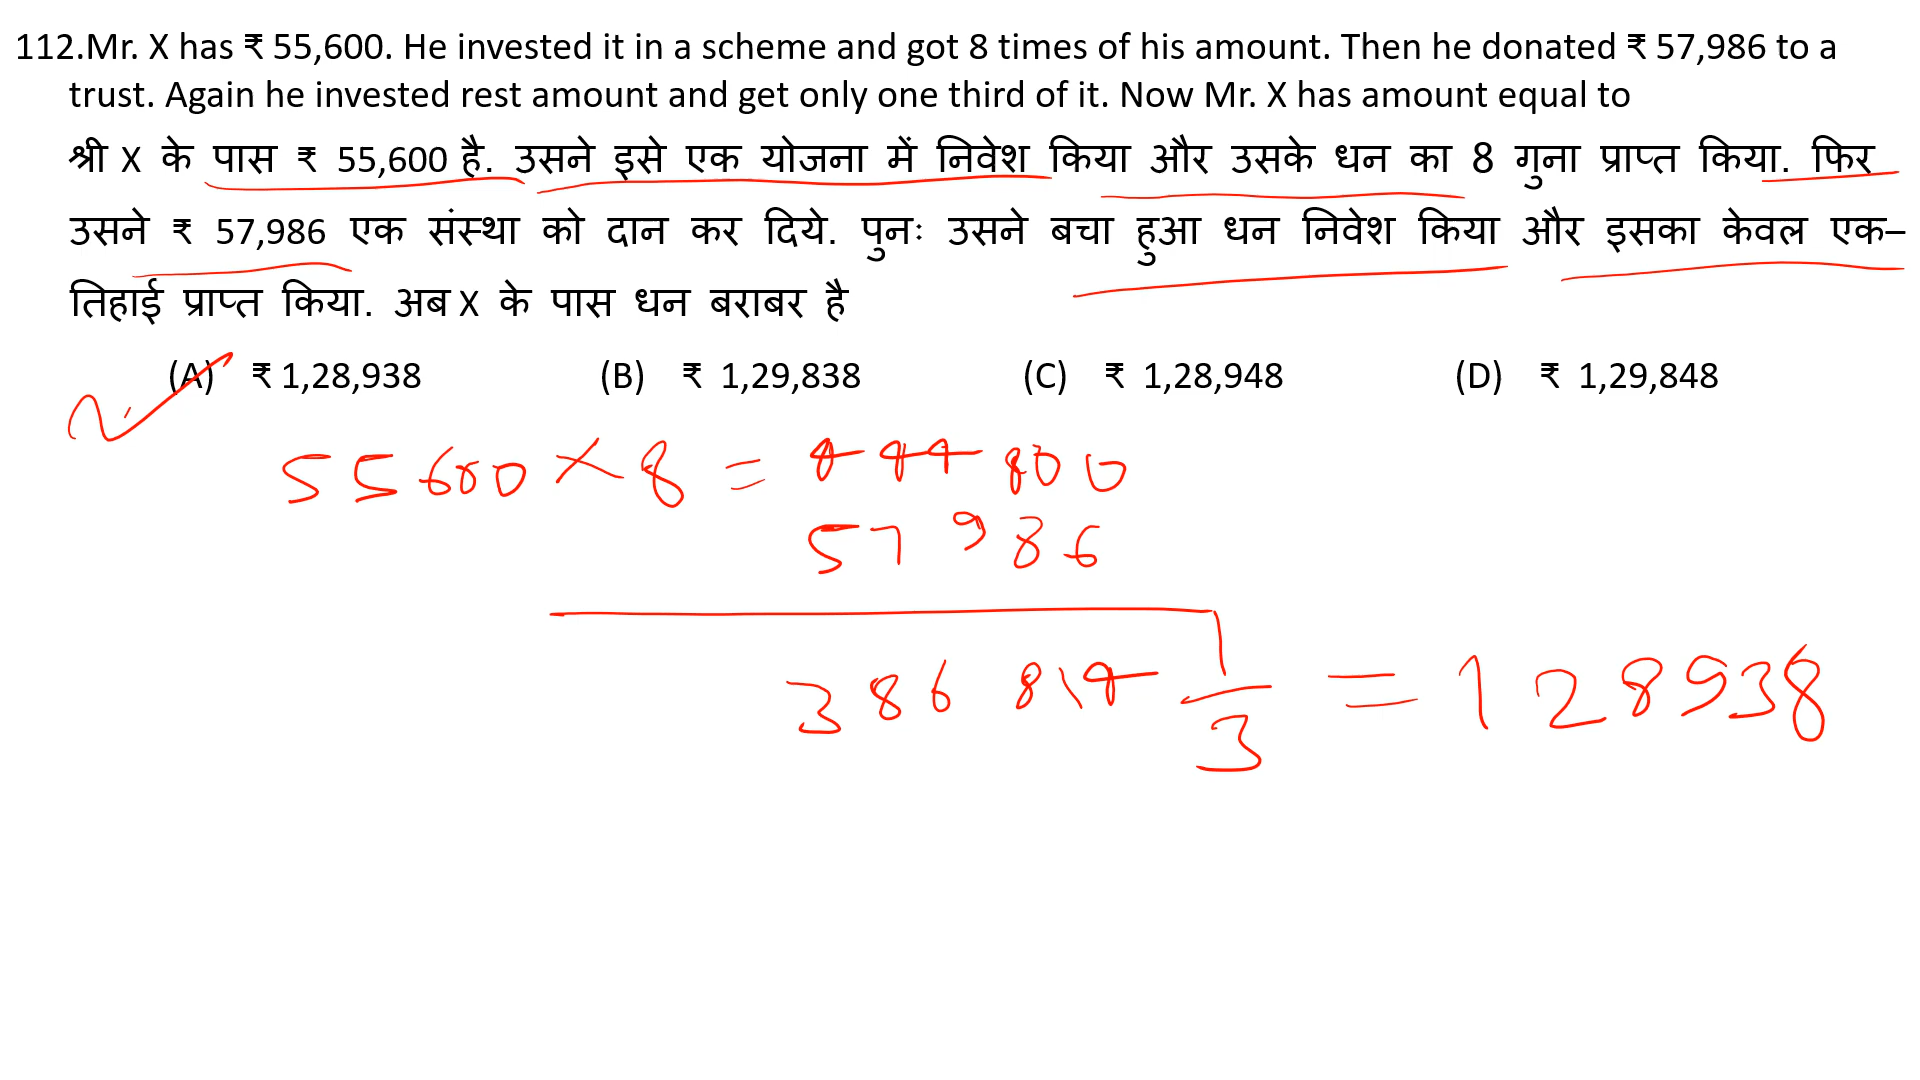 112.Mr. X has ₹ 55,600. He invested it in a scheme and got 8 times of his amount. Then he donated ₹ 57,986 to a
trust. Again he invested rest amount and get only one third of it. Now Mr. X has amount equal to
श्री X के पास ₹ 55,600 है. उसने इसे एक योजना में निवेश किया और उसके धन का 8 गुना प्राप्त किया. फिर
उसने ₹ 57,986 एक संस्था को दान कर दिये. पुनः उसने बचा हुआ धन निवेश किया और इसका केवल एक–
तिहाई प्राप्त किया. अब X के पास धन बराबर है
(A) ₹ 1,28,938 (B) ₹ 1,29,838 (C) ₹ 1,28,948 (D) ₹ 1,29,848
55600 × 8 = 444800
57986
386814 1/3 = 128938